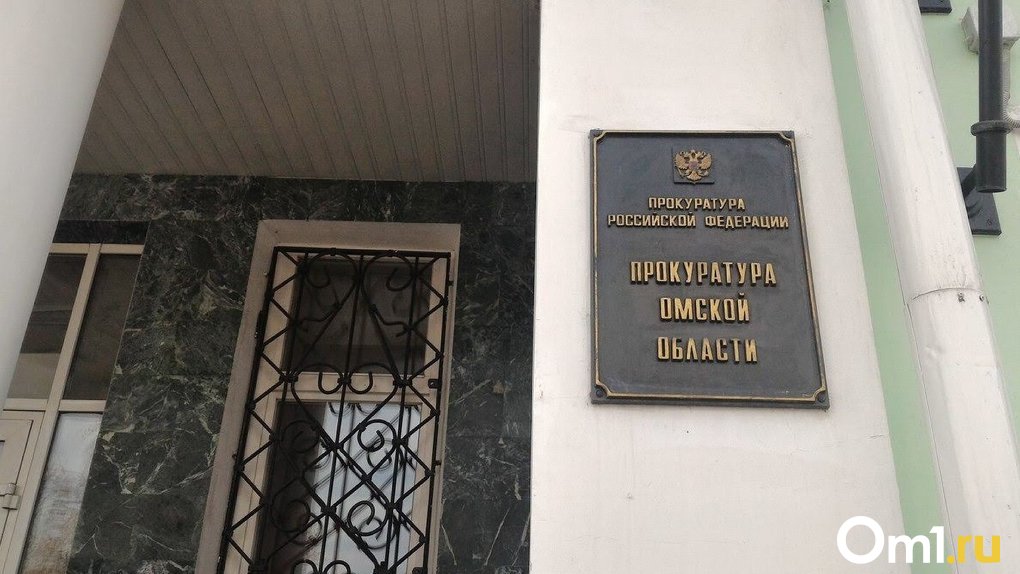 ПРОКУРАТУРА
РОССИЙСКОЙ ФЕДЕРАЦИИ
ПРОКУРАТУРА
ОМСКОЙ
ОБЛАСТИ
Om1.ru